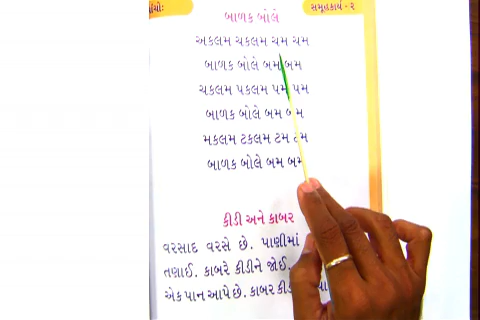 સમૂહકાર્ય - ૨
બાળક બોલે
અકલમ ચકલમ ચમ ચમ
બાળક બોલે બમ બમ
ચકલમ પકલમ પમ પમ
બાળક બોલે બમ બમ
મકલમ ટકલમ ટમ ટમ
બાળક બોલે બમ બમ
કીડી અને કાબર
વરસાદ વરસે છે. પાણીમાં
તણાઈ. કાબરે કીડીને જોઈ.
એક પાન આપે છે. કાબર કીડ